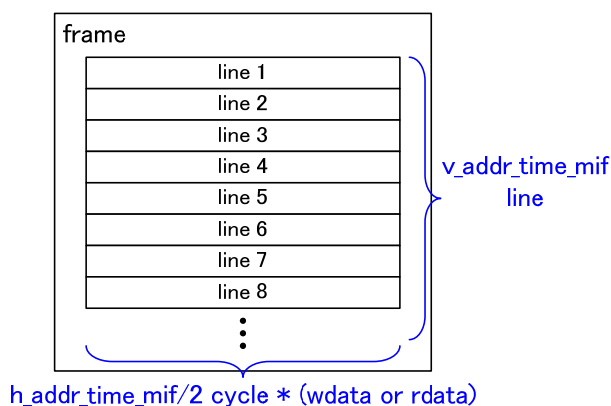 frame
line 1
line 2
line 3
line 4
line 5
line 6
line 7
line 8
v_addr_time_mif
line
h_addr_time_mif/2 cycle * (wdata or rdata)